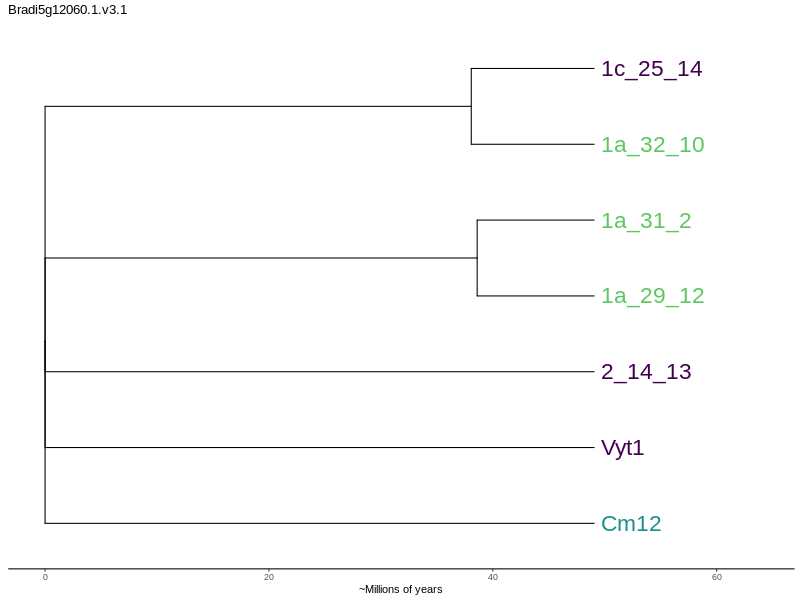 Bradi5g12060.1.v3.1
1c_25_14
1a_32_10
1a_31_2
1a_29_12
2_14_13
Vyt1
Cm12
0 20 40 60
~Millions of years